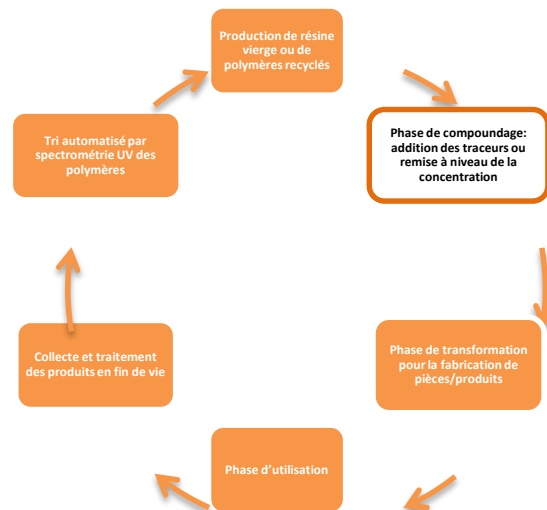 Production de résine
vierge ou de
polymères recyclés
Phase de compoundage:
addition des traceurs ou
remise à niveau de la
concentration
Phase de transformation
pour la fabrication de
pièces/produits
Phase d'utilisation
Collecte et traitement
des produits en fin de vie
Tri automatisé par
spectrométrie UV des
polymères